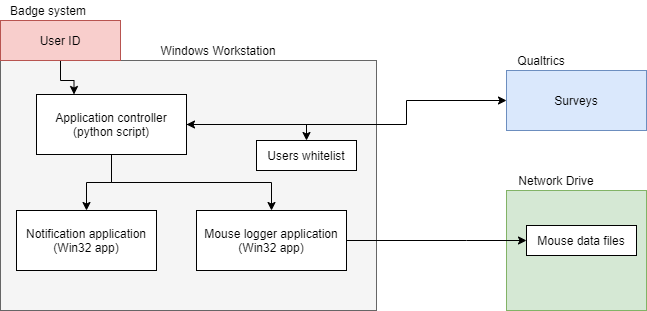 Badge system
User ID
Windows Workstation
Qualtrics
Surveys
Application controller
(python script)
Users whitelist
Network Drive
Notification application
(Win32 app)
Mouse logger application
(Win32 app)
Mouse data files